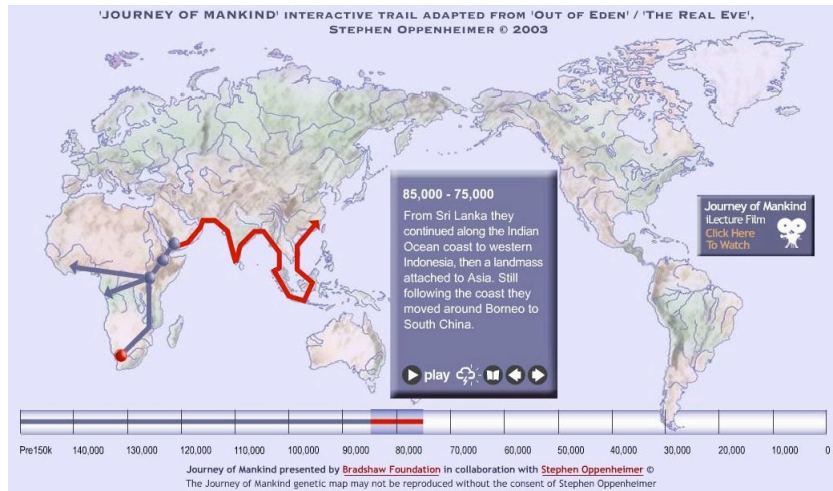 'JOURNEY OF MANKIND' INTERACTIVE TRAIL ADAPTED FROM 'OUT OF EDEN' / 'THE REAL EVE',
STEPHEN OPPENHEIMER © 2003
85,000 - 75,000
From Sri Lanka they
continued along the Indian
Ocean coast to western
Indonesia, then a landmass
attached to Asia. Still
following the coast they
moved around Borneo to
South China.
play
Journey of Mankind
iLecture Film
Click Here
To Watch
Pre150k 140,000 130,000 120,000 110,000 100,000 90,000 80,000 70,000 60,000 50,000 40,000 30,000 20,000 10,000 0
Journey of Mankind presented by Bradshaw Foundation in collaboration with Stephen Oppenheimer ©
The Journey of Mankind genetic map may not be reproduced without the consent of Stephen Oppenheimer